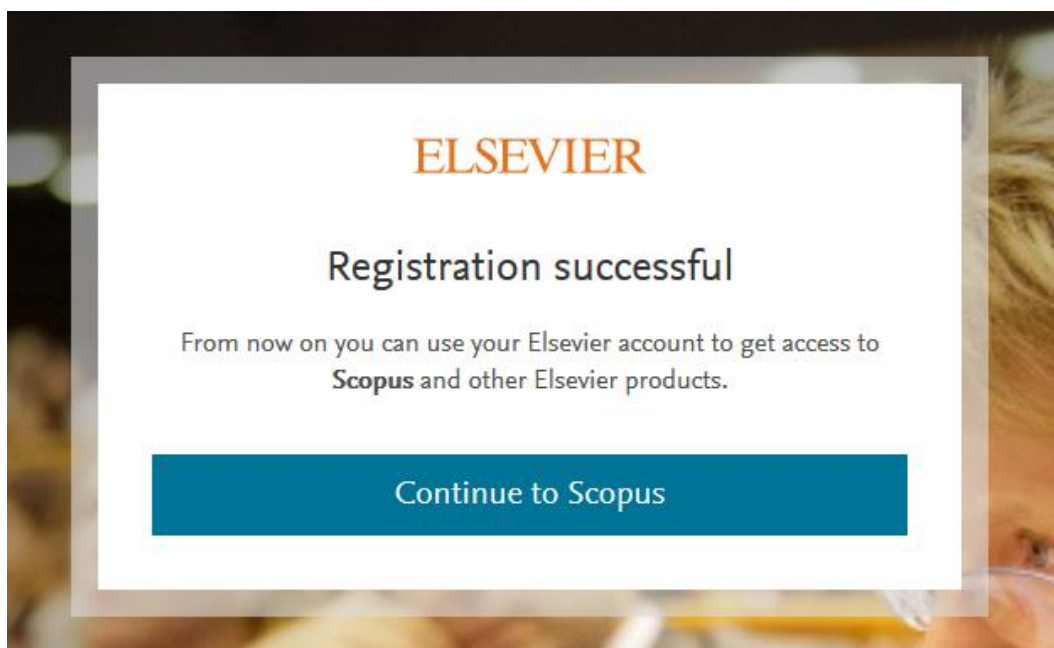 ELSEVIER
Registration successful
From now on you can use your Elsevier account to get access to
Scopus and other Elsevier products.
Continue to Scopus